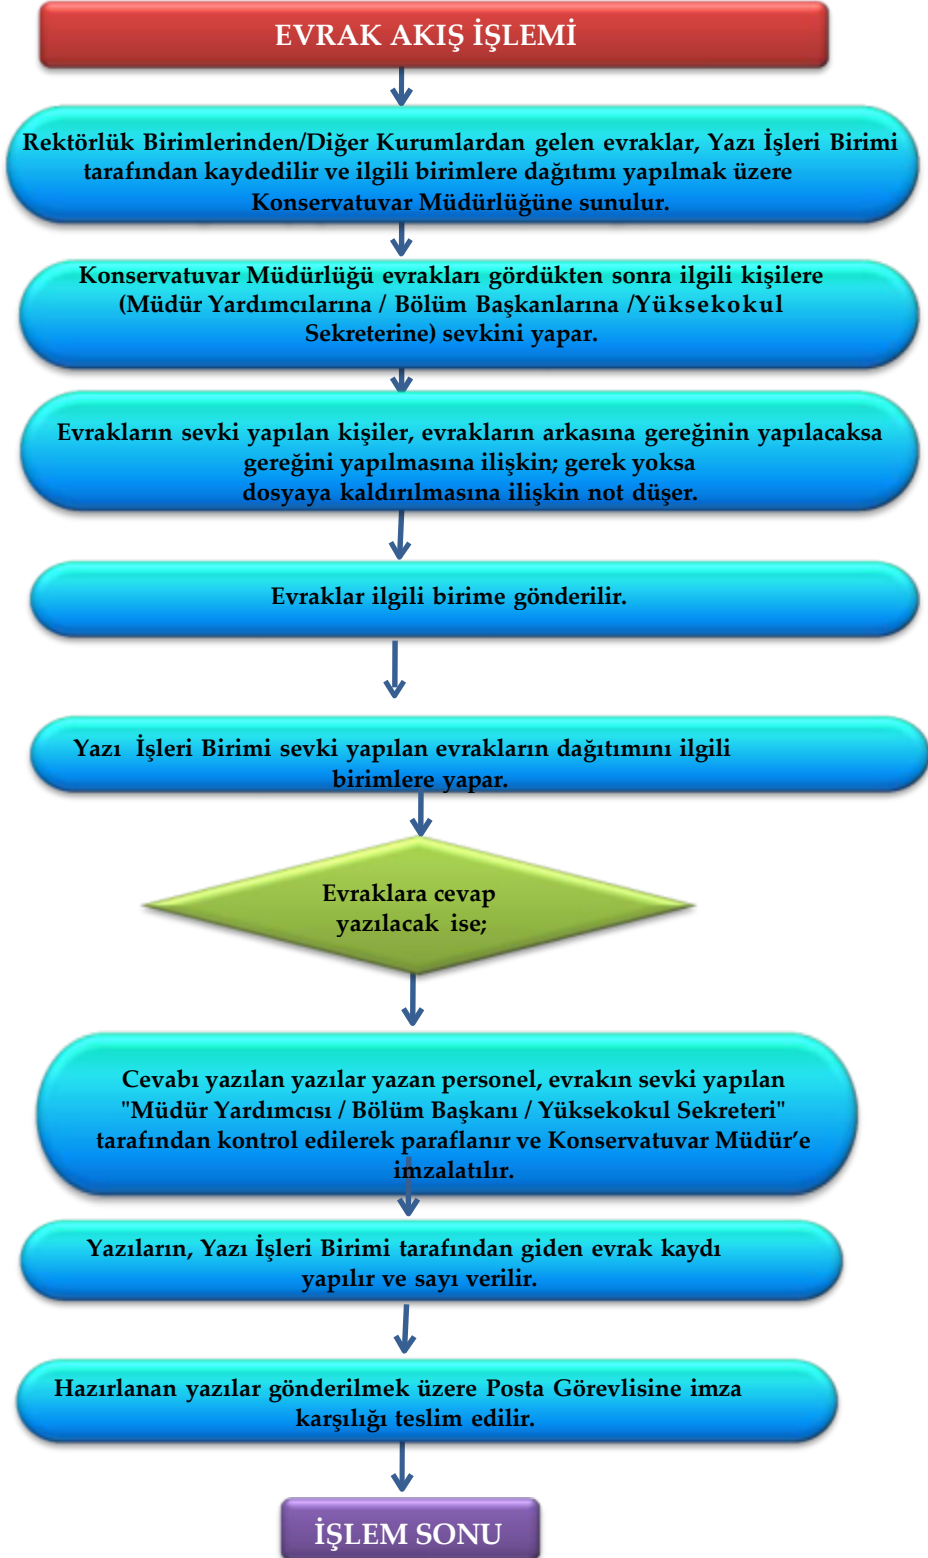 EVRAK AKIŞ İŞLEMİ
Rektörlük Birimlerinden/Diğer Kurumlardan gelen evraklar, Yazı İşleri Birimi
tarafından kaydedilir ve ilgili birimlere dağıtımı yapılmak üzere
Konservatuvar Müdürlüğüne sunulur.
Konservatuvar Müdürlüğü evrakları gördükten sonra ilgili kişilere
(Müdür Yardımcılarına / Bölüm Başkanlarına /Yüksekokul
Sekreterine) sevkini yapar.
Evrakların sevki yapılan kişiler, evrakların arkasına gereğinin yapılacaksa
gereğini yapılmasına ilişkin; gerek yoksa
dosyaya kaldırılmasına ilişkin not düşer.
Evraklar ilgili birime gönderilir.
Yazı İşleri Birimi sevki yapılan evrakların dağıtımını ilgili
birimlere yapar.
Evraklara cevap
yazılacak ise;
Cevabı yazılan yazılar yazan personel, evrakın sevki yapılan
"Müdür Yardımcısı / Bölüm Başkanı / Yüksekokul Sekreteri"
tarafından kontrol edilerek paraflanır ve Konservatuvar Müdür’e
imzalatılır.
Yazıların, Yazı İşleri Birimi tarafından giden evrak kaydı
yapılır ve sayı verilir.
Hazırlanan yazılar gönderilmek üzere Posta Görevlisine imza
karşılığı teslim edilir.
İŞLEM SONU